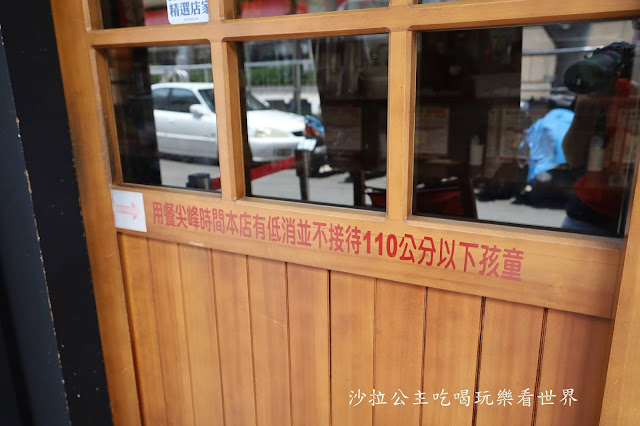 精選店家
用餐尖峰時間本店有低消並不接待110公分以下孩童
沙拉公主吃喝玩樂看世界